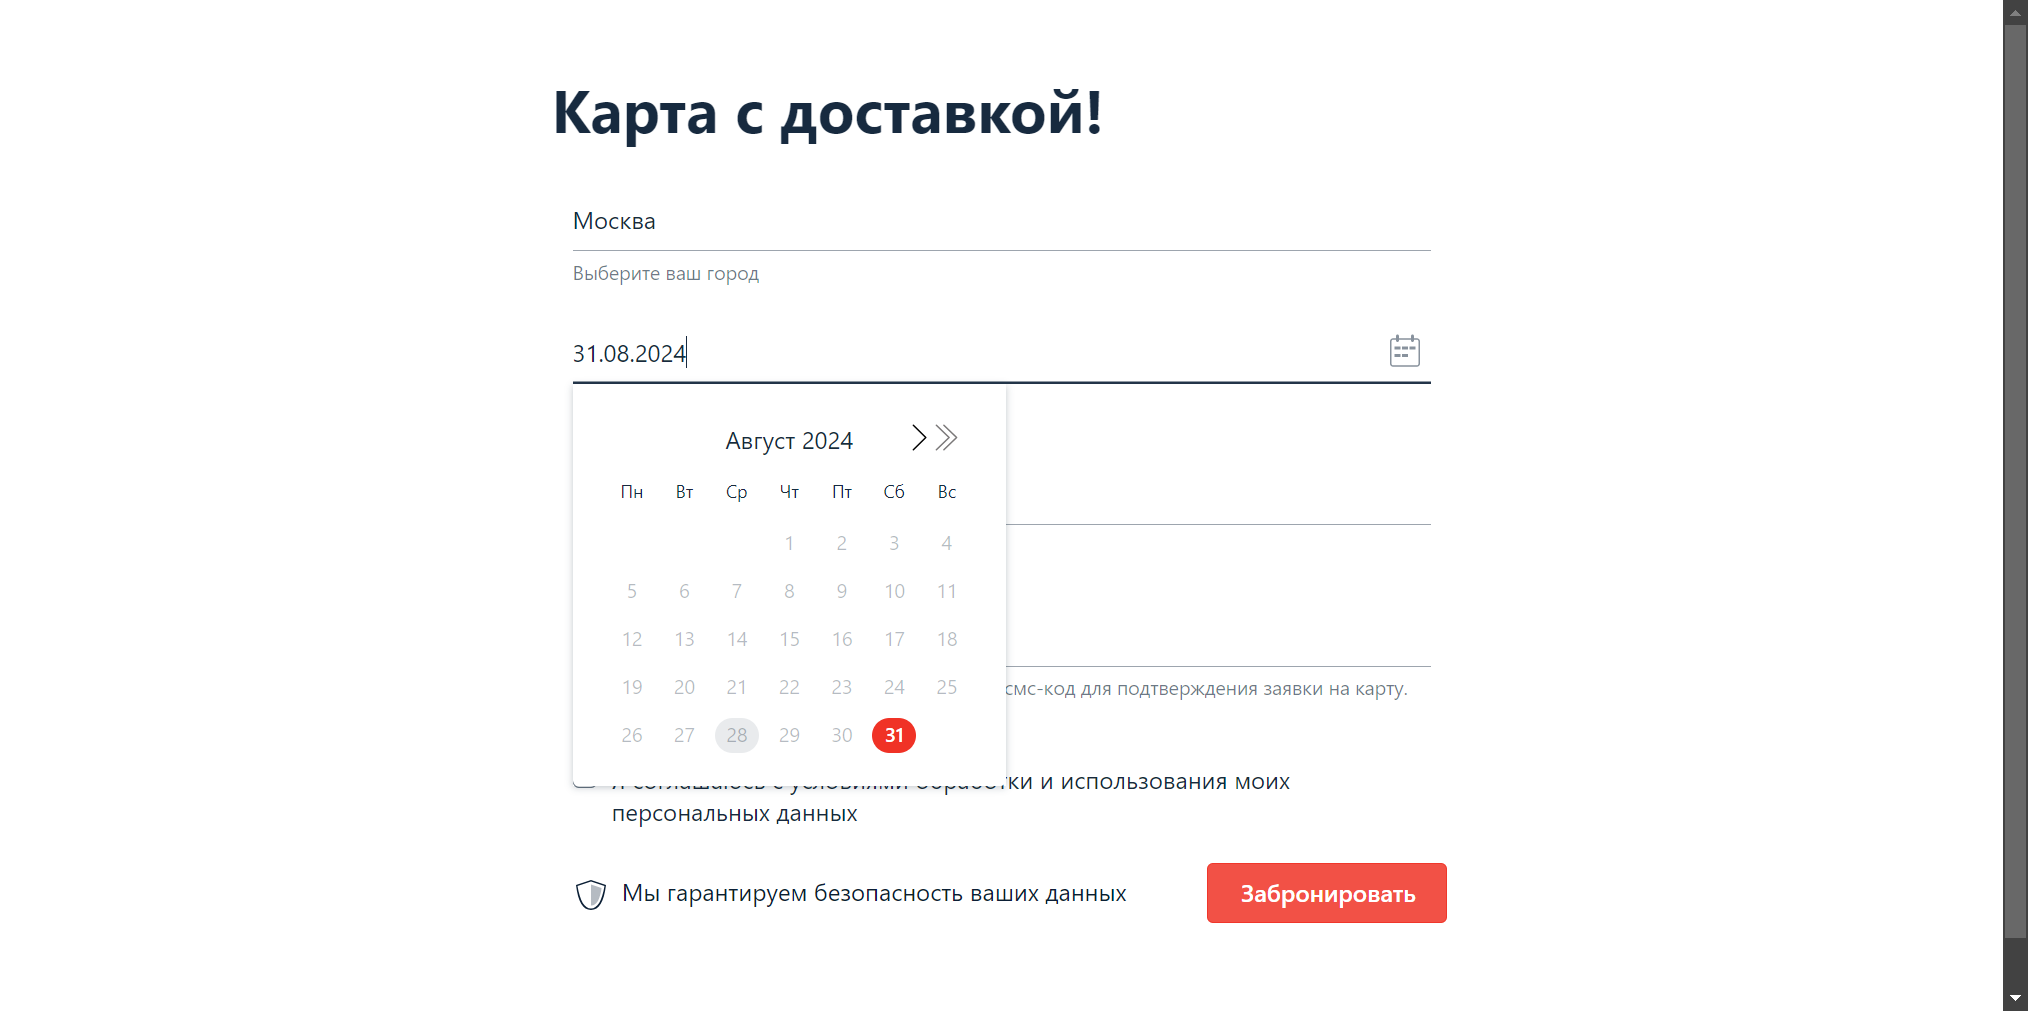 Карта с доставкой!
Москва
Выберите ваш город
31.08.2024
Август 2024
Пн Вт Ср Чт Пт Сб Вс
1 2 3 4
5 6 7 8 9 10 11
12 13 14 15 16 17 18
19 20 21 22 23 24 25
26 27 28 29 30 31
смс-код для подтверждения заявки на карту.
Я соглашаюсь с условиями обработки и использования моих
персональных данных
Мы гарантируем безопасность ваших данных
Забронировать